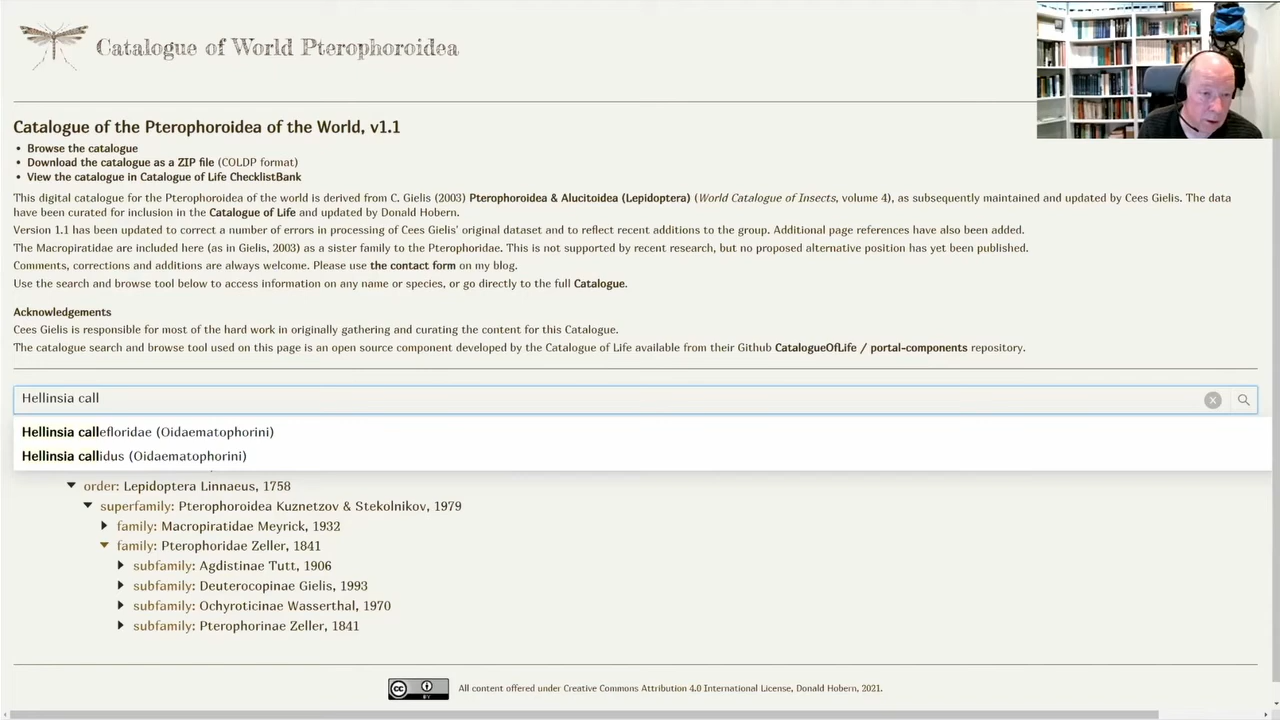 Catalogue of World Pterophoroidea
Catalogue of the Pterophoroidea of the World, v1.1
• Browse the catalogue
• Download the catalogue as a ZIP file (COLDP format)
• View the catalogue in Catalogue of Life ChecklistBank
This digital catalogue for the Pterophoroidea of the world is derived from C. Gielis (2003) Pterophoroidea & Alucitoidea (Lepidoptera) (World Catalogue of Insects, volume 4), as subsequently maintained and updated by Cees Gielis. The data
have been curated for inclusion in the Catalogue of Life and updated by Donald Hobern.
Version 1.1 has been updated to correct a number of errors in processing of Cees Gielis' original dataset and to reflect recent additions to the group. Additional page references have also been added.
The Macropiratidae are included here (as in Gielis, 2003) as a sister family to the Pterophoridae. This is not supported by recent research, but no proposed alternative position has yet been published.
Comments, corrections and additions are always welcome. Please use the contact form on my blog.
Use the search and browse tool below to access information on any name or species, or go directly to the full Catalogue.
Acknowledgements
Cees Gielis is responsible for most of the hard work in originally gathering and curating the content for this Catalogue.
The catalogue search and browse tool used on this page is an open source component developed by the Catalogue of Life available from their Github CatalogueOfLife / portal-components repository.
Hellinsia call
Hellinsia callefloridae (Oidaematophorini)
Hellinsia callidus (Oidaematophorini)
order: Lepidoptera Linnaeus, 1758
superfamily: Pterophoroidea Kuznetzov & Stekolnikov, 1979
family: Macropiratidae Meyrick, 1932
family: Pterophoridae Zeller, 1841
subfamily: Agdistinae Tutt, 1906
subfamily: Deuterocopinae Gielis, 1993
subfamily: Ochyroticinae Wasserthal, 1970
subfamily: Pterophorinae Zeller, 1841
cc BY All content offered under Creative Commons Attribution 4.0 International License, Donald Hobern, 2021.